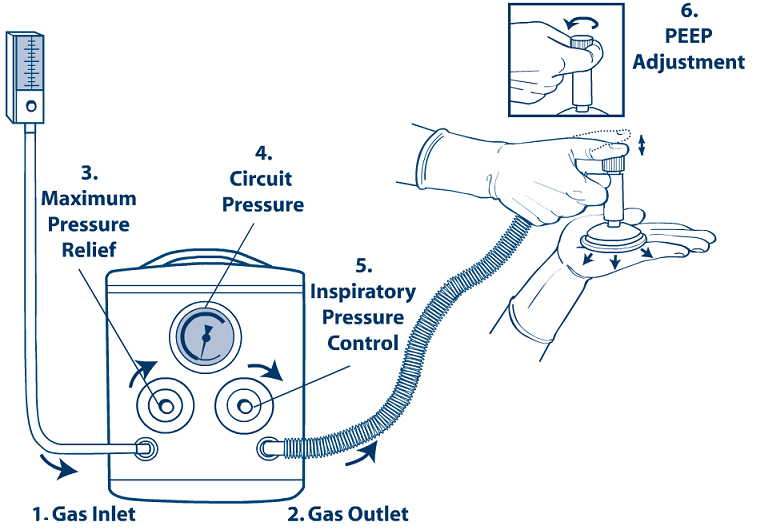 6.
PEEP
Adjustment
3.
Maximum
Pressure
Relief
4.
Circuit
Pressure
5.
Inspiratory
Pressure
Control
1. Gas Inlet
2. Gas Outlet